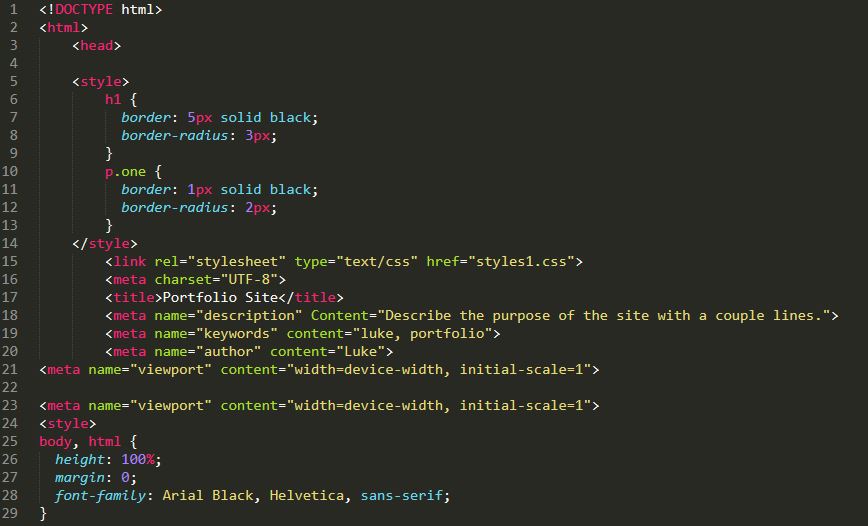 1 <!DOCTYPE html>
2 <html>
3     <head>
4
5     <style>
6         h1 {
7           border: 5px solid black;
8           border-radius: 3px;
9         }
10         p.one {
11           border: 1px solid black;
12           border-radius: 2px;
13         }
14     </style>
15         <link rel="stylesheet" type="text/css" href="styles1.css">
16         <meta charset="UTF-8">
17         <title>Portfolio Site</title>
18         <meta name="description" Content="Describe the purpose of the site with a couple lines.">
19         <meta name="keywords" content="luke, portfolio">
20         <meta name="author" content="Luke">
21 <meta name="viewport" content="width=device-width, initial-scale=1">
22
23 <meta name="viewport" content="width=device-width, initial-scale=1">
24 <style>
25 body, html {
26   height: 100%;
27   margin: 0;
28   font-family: Arial Black, Helvetica, sans-serif;
29 }